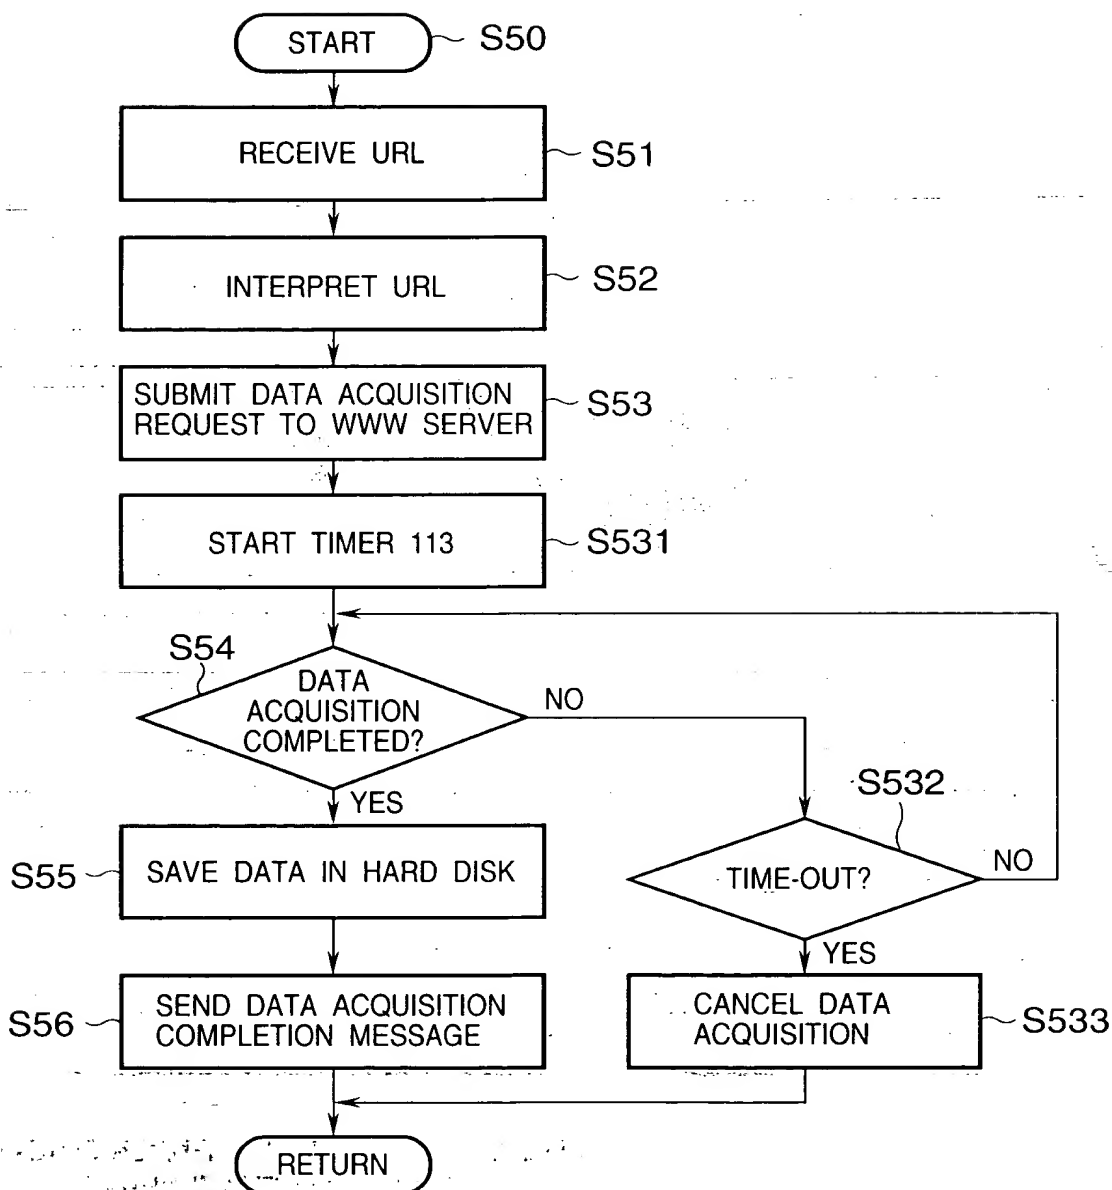 START
S50
RECEIVE URL
S51
INTERPRET URL
S52
SUBMIT DATA ACQUISITION
REQUEST TO WWW SERVER
S53
START TIMER 113
S531
S54
DATA
ACQUISITION
COMPLETED?
NO
YES
S532
TIME-OUT?
NO
YES
S55
SAVE DATA IN HARD DISK
S56
SEND DATA ACQUISITION
COMPLETION MESSAGE
CANCEL DATA
ACQUISITION
S533
RETURN